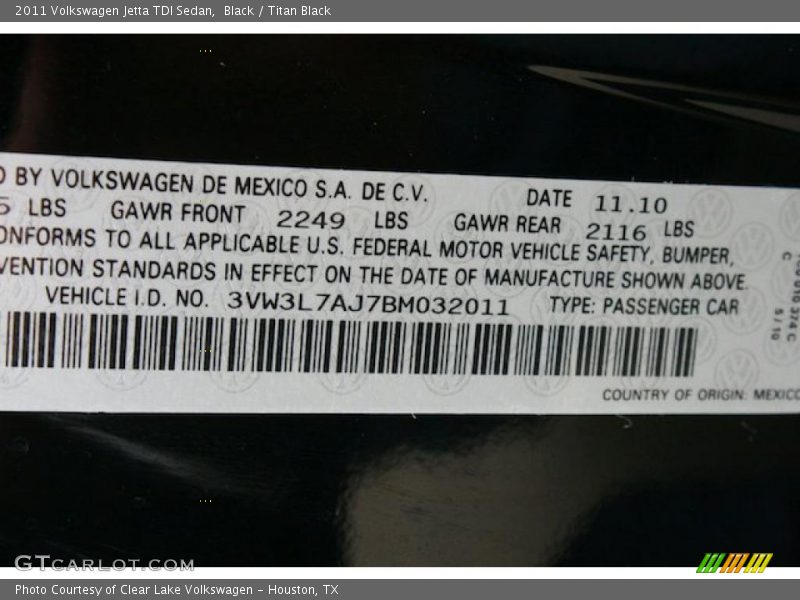 2011 Volkswagen Jetta TDI Sedan,  Black / Titan Black
D BY VOLKSWAGEN DE MEXICO S.A. DE C.V. DATE 11.10
5 LBS GAWR FRONT 2249 LBS GAWR REAR 2116 LBS
ONFORMS TO ALL APPLICABLE U.S. FEDERAL MOTOR VEHICLE SAFETY, BUMPER,
VENTION STANDARDS IN EFFECT ON THE DATE OF MANUFACTURE SHOWN ABOVE.
VEHICLE I.D. NO. 3VW3L7AJ7BM032011 TYPE: PASSENGER CAR
COUNTRY OF ORIGIN: MEXICO
5/10
GTCARLOT.COM
Photo Courtesy of Clear Lake Volkswagen – Houston, TX